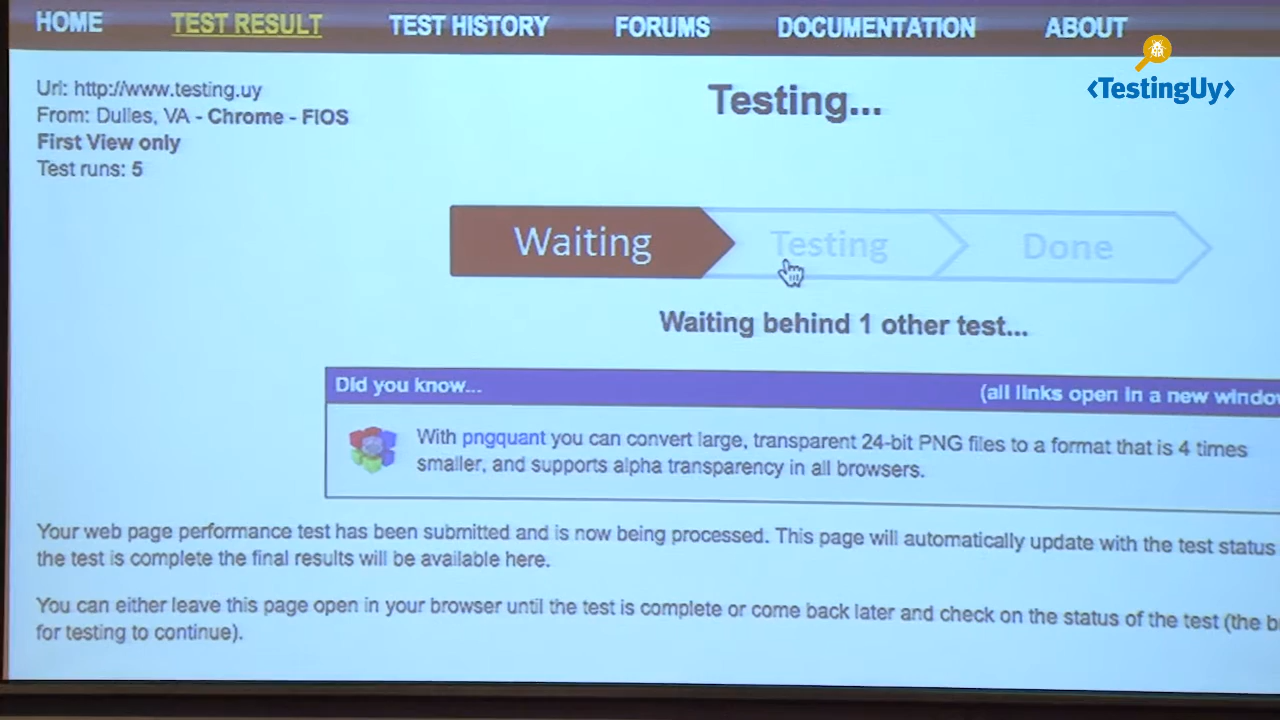 HOME TEST RESULT TEST HISTORY FORUMS DOCUMENTATION ABOUT
<TestingUy>
Url: http://www.testing.uy
From: Dulles, VA - Chrome - FIOS
First View only
Test runs: 5
Testing...
Waiting Testing Done
Waiting behind 1 other test...
Did you know... (all links open in a new window
With pngquant you can convert large, transparent 24-bit PNG files to a format that is 4 times
smaller, and supports alpha transparency in all browsers.
Your web page performance test has been submitted and is now being processed. This page will automatically update with the test status
the test is complete the final results will be available here.
You can either leave this page open in your browser until the test is complete or come back later and check on the status of the test (the b
for testing to continue).